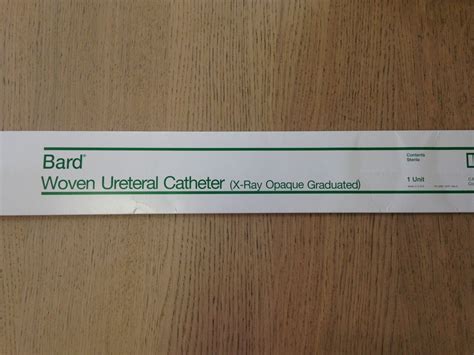 Bard®
Woven Ureteral Catheter (X-Ray Opaque Graduated)
Contents
Sterile
1 Unit